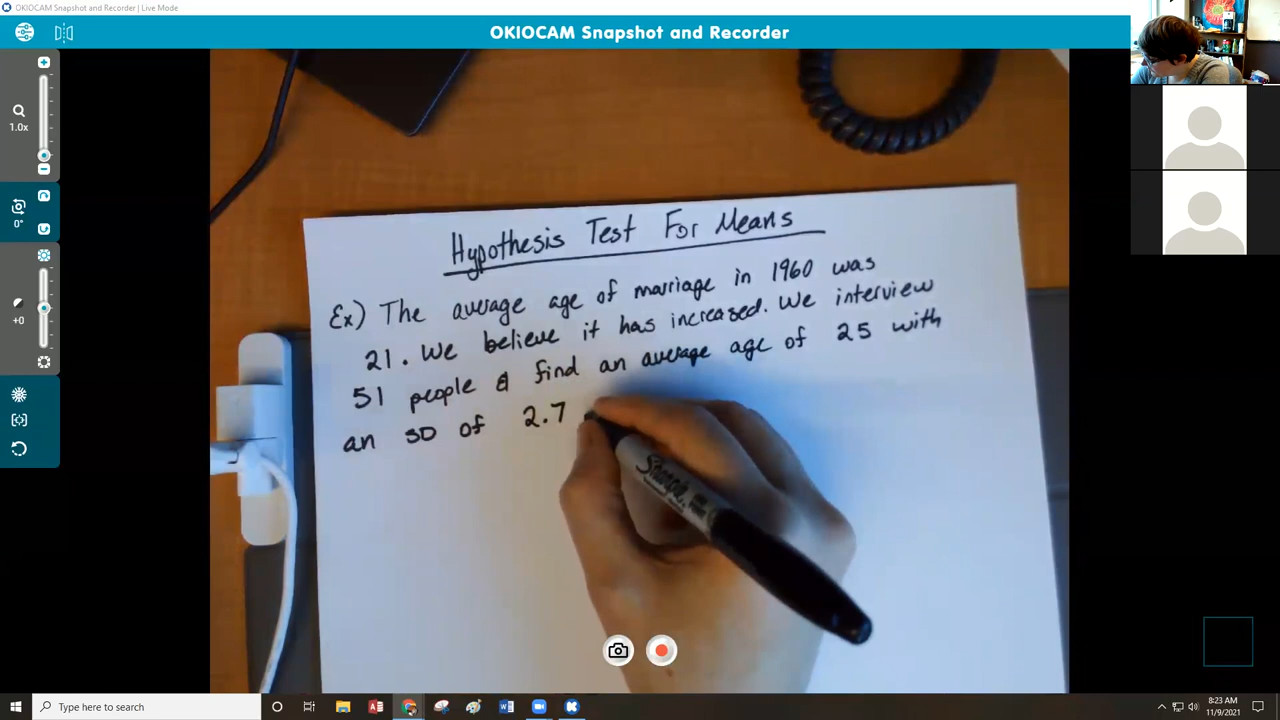 OKIOCAM Snapshot and Recorder | Live Mode
OKIOCAM Snapshot and Recorder
1.0x
0°
+0
Hypothesis Test For Means
Ex) The average age of marriage in 1960 was
21. We believe it has increased. We interview
51 people & find an average age of 25 with
an SD of 2.7
Sharpie
Type here to search
8:23 AM
11/9/2021